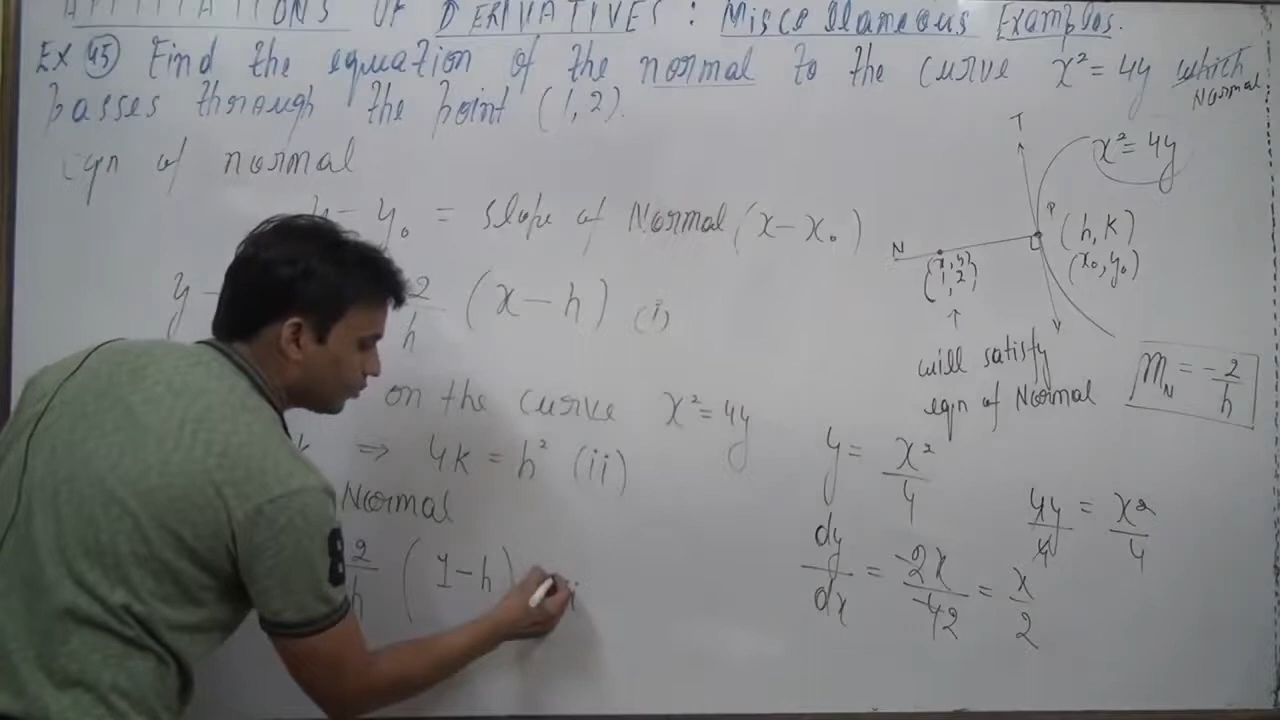 APPLICATIONS OF DERIVATIVES : Miscellaneous Examples.
Ex 45 Find the equation of the normal to the curve x² = 4y which
passes through the point (1, 2).
Normal
eqn of normal
y - y₀ = slope of Normal (x - x₀)
y - 2/h (x - h) (i)
on the curve x² = 4y
k ⇒ 4k = h² (ii)
Normal
2/h (1 - h)
T
x² = 4y
P (h, k)
(x₀, y₀)
N
(x, y)
(1, 2)
↑
will satisfy
eqn of Normal
M_N = -2/h
y = x²/4
4y/4 = x²/4
dy/dx = 2x/42 = x/2